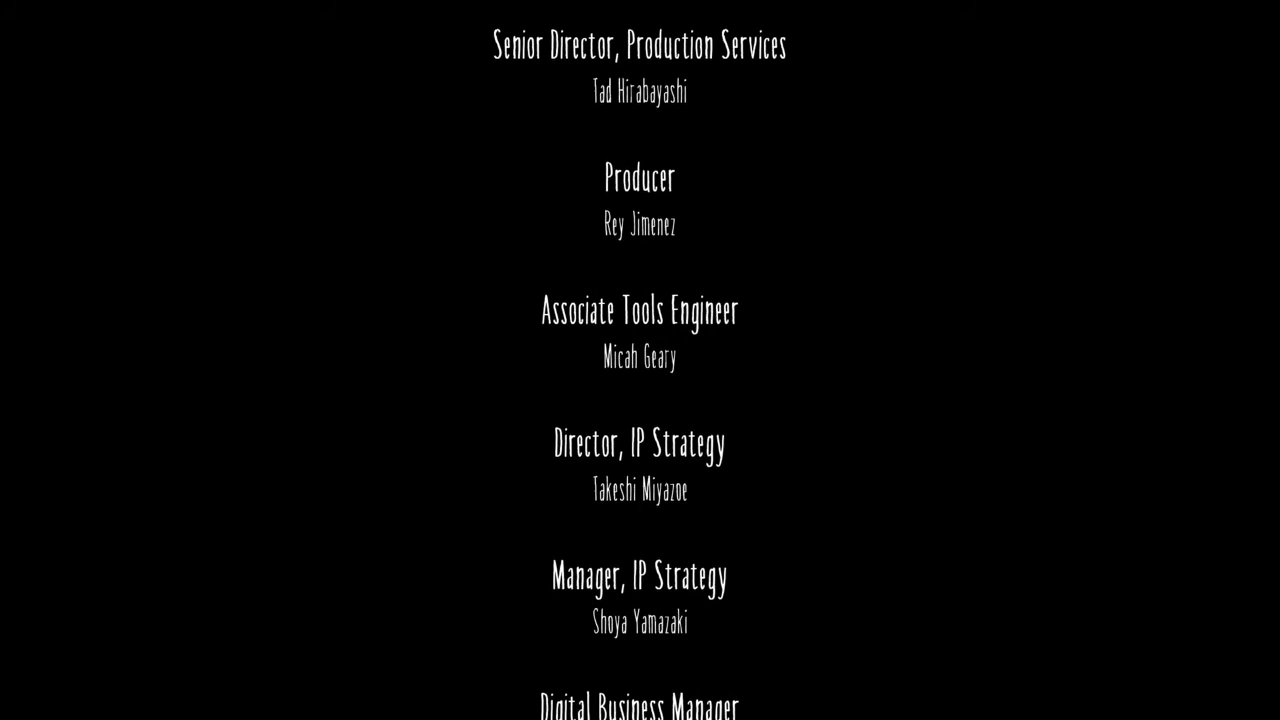 Senior Director, Production Services
Tad Hirabayashi
Producer
Rey Jimenez
Associate Tools Engineer
Micah Geary
Director, IP Strategy
Takeshi Miyazoe
Manager, IP Strategy
Shoya Yamazaki
Digital Business Manager